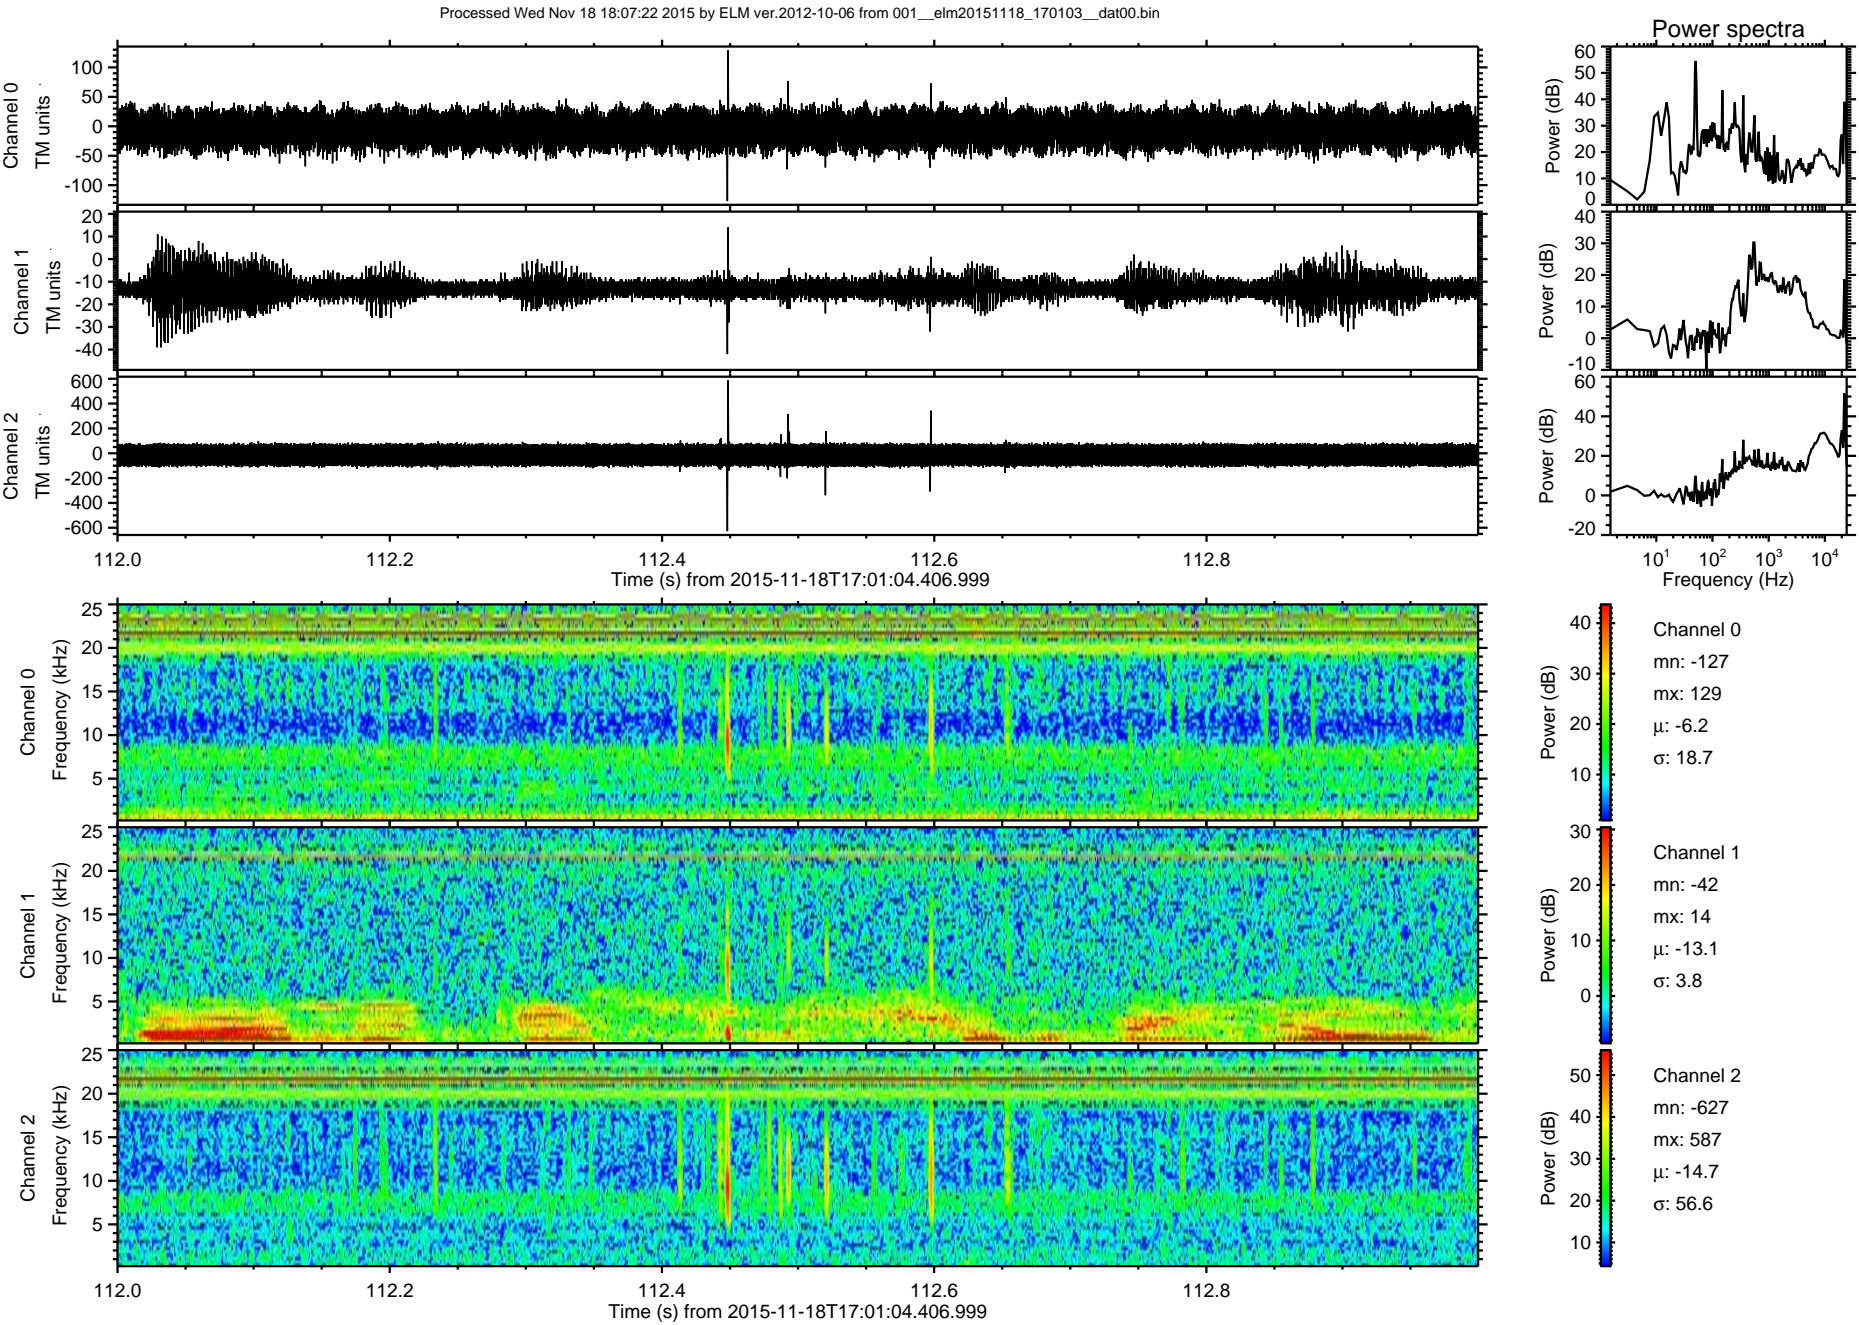 Processed Wed Nov 18 18:07:22 2015 by ELM ver.2012-10-06 from 001__elm20151118_170103__dat00.bin
Power spectra
Channel 0
TM units
100
50
0
-50
-100
Power (dB)
60
50
40
30
20
10
0
Channel 1
TM units
20
10
0
-10
-20
-30
-40
Power (dB)
40
30
20
10
0
-10
Channel 2
TM units
600
400
200
0
-200
-400
-600
Power (dB)
60
40
20
0
-20
112.0 112.2 112.4 112.6 112.8
Time (s) from 2015-11-18T17:01:04.406.999
10¹ 10² 10³ 10⁴
Frequency (Hz)
Channel 0
Frequency (kHz)
25
20
15
10
5
Power (dB)
40
30
20
10
Channel 0
mn: -127
mx: 129
μ: -6.2
σ: 18.7
Channel 1
Frequency (kHz)
25
20
15
10
5
Power (dB)
30
20
10
0
Channel 1
mn: -42
mx: 14
μ: -13.1
σ: 3.8
Channel 2
Frequency (kHz)
25
20
15
10
5
Power (dB)
50
40
30
20
10
Channel 2
mn: -627
mx: 587
μ: -14.7
σ: 56.6
112.0 112.2 112.4 112.6 112.8
Time (s) from 2015-11-18T17:01:04.406.999